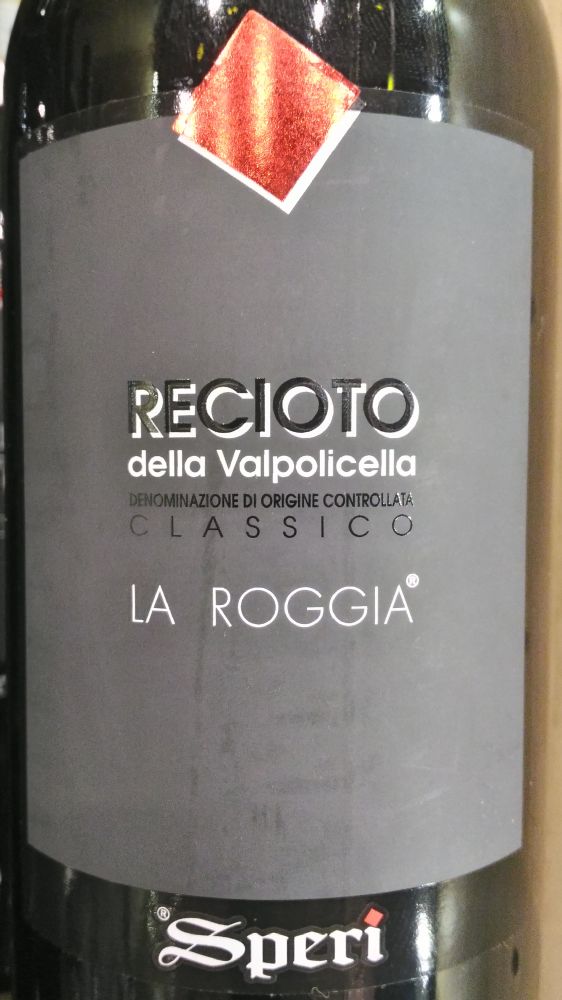 RECIOTO
della Valpolicella
DENOMINAZIONE DI ORIGINE CONTROLLATA
CLASSICO
LA ROGGIA®
®Speri